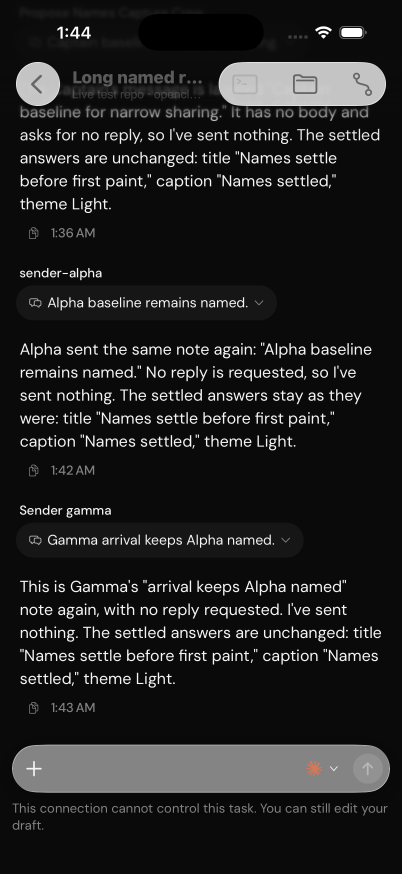 1:44
Long named r...
Live test repo · opencl...
baseline for narrow sharing." It has no body and
asks for no reply, so I've sent nothing. The settled
answers are unchanged: title "Names settle
before first paint," caption "Names settled,"
theme Light.
1:36 AM
sender-alpha
Alpha baseline remains named.
Alpha sent the same note again: "Alpha baseline
remains named." No reply is requested, so I've
sent nothing. The settled answers stay as they
were: title "Names settle before first paint,"
caption "Names settled," theme Light.
1:42 AM
Sender gamma
Gamma arrival keeps Alpha named.
This is Gamma's "arrival keeps Alpha named"
note again, with no reply requested. I've sent
nothing. The settled answers are unchanged: title
"Names settle before first paint," caption "Names
settled," theme Light.
1:43 AM
This connection cannot control this task. You can still edit your
draft.